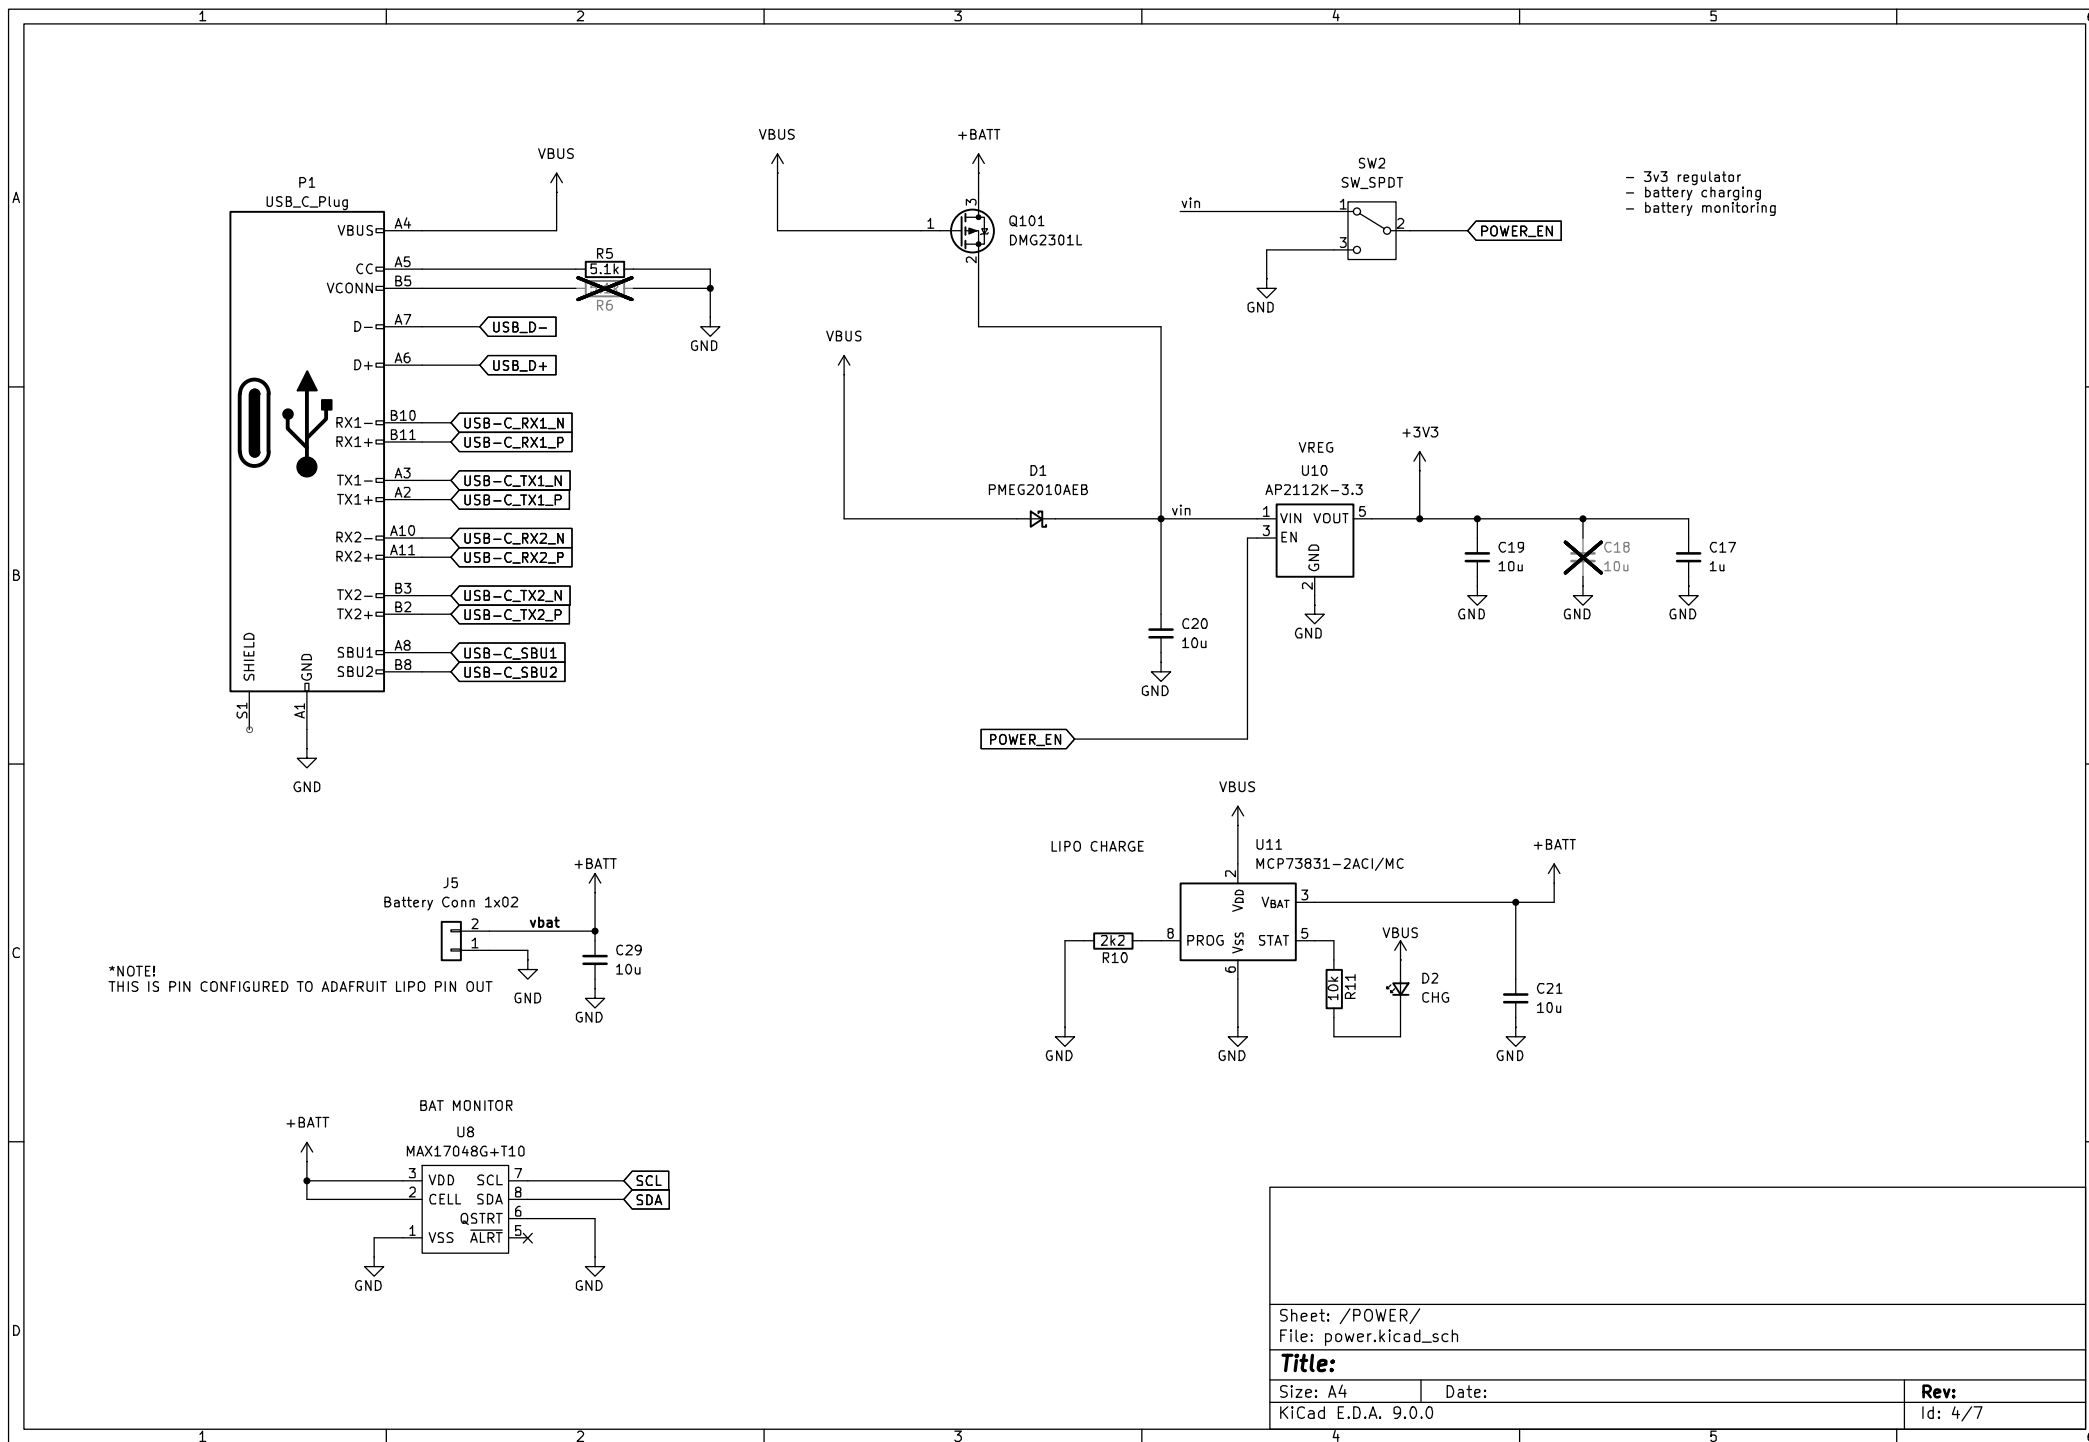 1 2 3 4 5
A
B
C
D
P1
USB_C_Plug
VBUS
VBUS A4
CC A5
VCONN B5
D- A7
D+ A6
RX1- B10
RX1+ B11
TX1- A3
TX1+ A2
RX2- A10
RX2+ A11
TX2- B3
TX2+ B2
SBU1 A8
SBU2 B8
SHIELD
S1
GND
A1
GND
R5
5.1k
R6
GND
USB_D-
USB_D+
USB-C_RX1_N
USB-C_RX1_P
USB-C_TX1_N
USB-C_TX1_P
USB-C_RX2_N
USB-C_RX2_P
USB-C_TX2_N
USB-C_TX2_P
USB-C_SBU1
USB-C_SBU2
VBUS
+BATT
1
3
2
Q101
DMG2301L
VBUS
D1
PMEG2010AEB
vin
C20
10u
GND
POWER_EN
VREG
U10
AP2112K-3.3
1 VIN VOUT 5
3 EN
GND
2
GND
+3V3
C19
10u
GND
C18
10u
GND
C17
1u
GND
SW2
SW_SPDT
vin
1
2
3
GND
POWER_EN
- 3v3 regulator
- battery charging
- battery monitoring
J5
Battery Conn 1x02
2
1
vbat
+BATT
C29
10u
GND
GND
*NOTE!
THIS IS PIN CONFIGURED TO ADAFRUIT LIPO PIN OUT
LIPO CHARGE
VBUS
U11
MCP73831-2ACI/MC
2
VDD
VBAT 3
8 PROG
STAT 5
VSS
6
2k2
R10
GND
GND
10k
R11
VBUS
D2
CHG
+BATT
C21
10u
GND
BAT MONITOR
U8
MAX17048G+T10
+BATT
3 VDD SCL 7
2 CELL SDA 8
QSTRT 6
1 VSS ALRT 5
SCL
SDA
GND
GND
Sheet: /POWER/
File: power.kicad_sch
Title:
Size: A4 Date: Rev:
KiCad E.D.A. 9.0.0 Id: 4/7
1 2 3 4 5